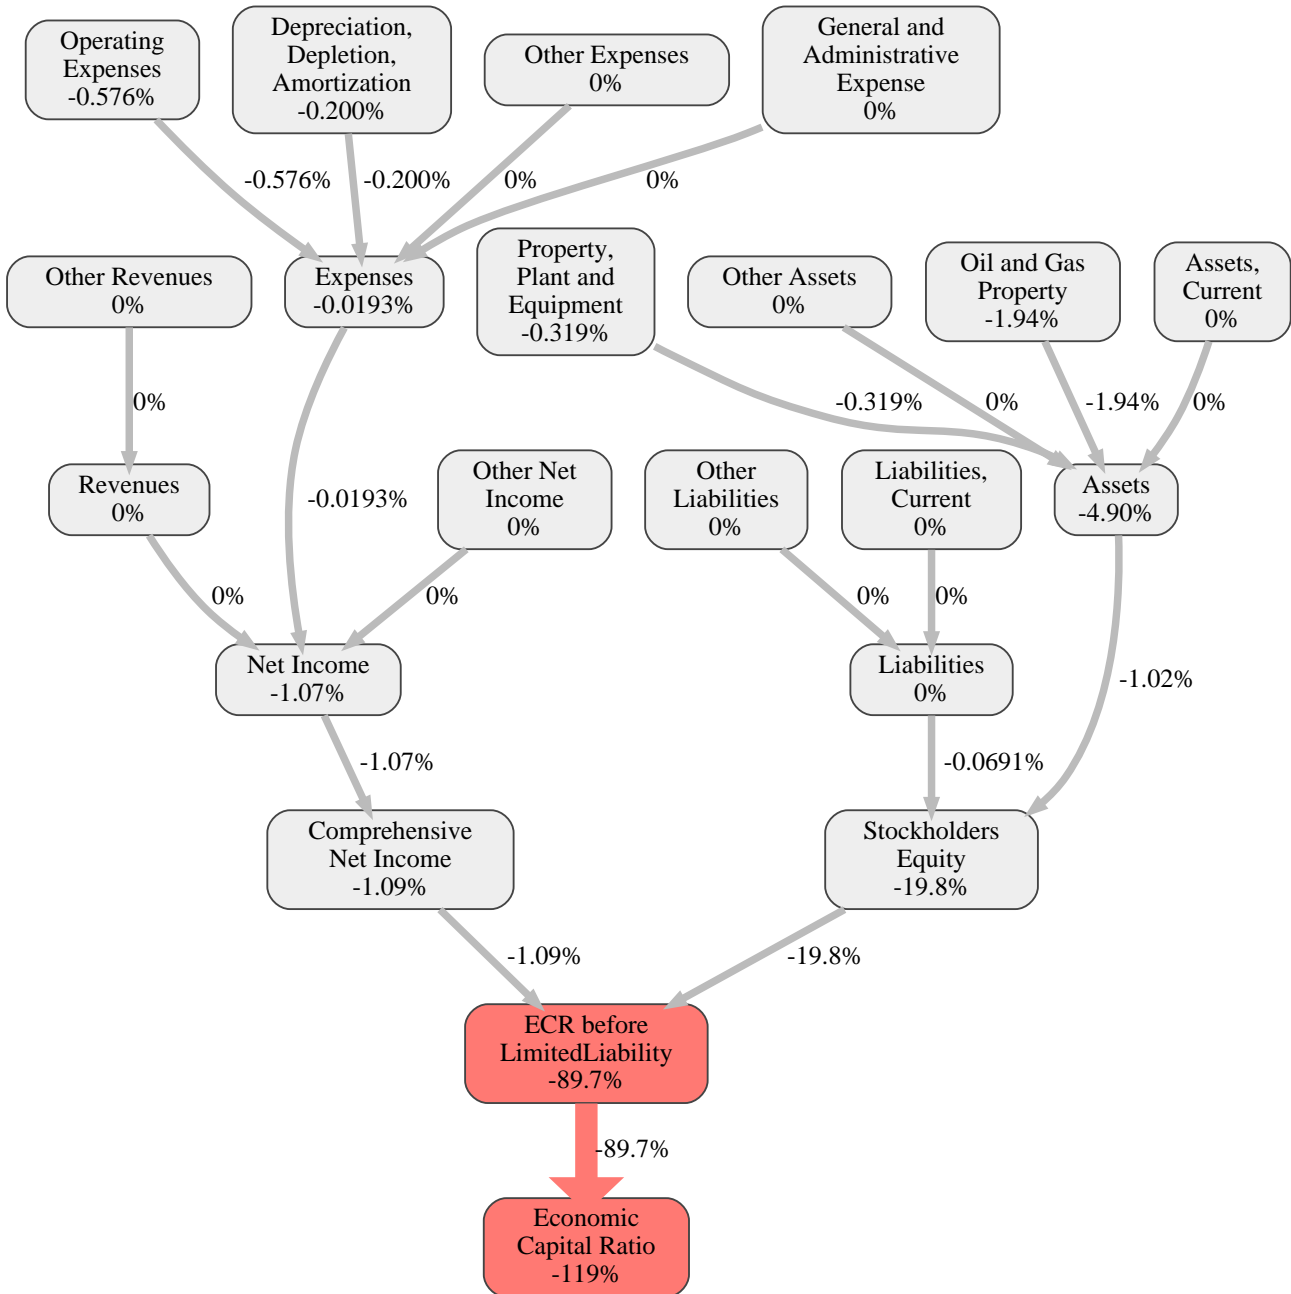 Operating
Expenses
-0.576%
Depreciation,
Depletion,
Amortization
-0.200%
Other Expenses
0%
General and
Administrative
Expense
0%
-0.576%
-0.200%
0%
0%
Other Revenues
0%
Expenses
-0.0193%
Property,
Plant and
Equipment
-0.319%
Other Assets
0%
Oil and Gas
Property
-1.94%
Assets,
Current
0%
0%
-0.319%
0%
-1.94%
0%
Revenues
0%
-0.0193%
Other Net
Income
0%
Other
Liabilities
0%
Liabilities,
Current
0%
Assets
-4.90%
0%
0%
0%
0%
Net Income
-1.07%
Liabilities
0%
-1.02%
-1.07%
-0.0691%
Comprehensive
Net Income
-1.09%
Stockholders
Equity
-19.8%
-1.09%
-19.8%
ECR before
LimitedLiability
-89.7%
-89.7%
Economic
Capital Ratio
-119%